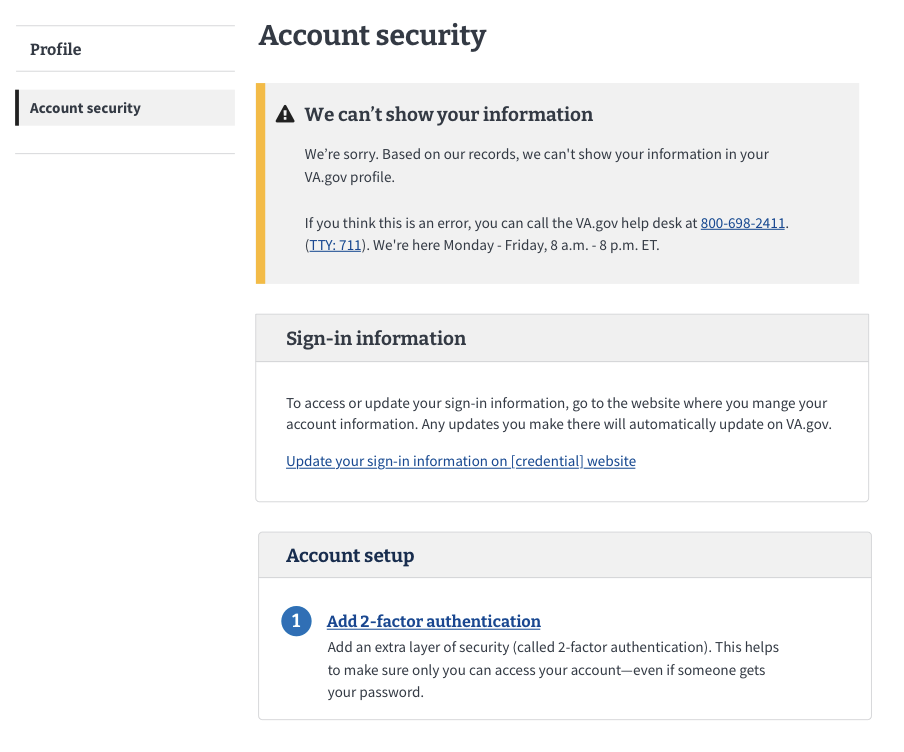 Profile
Account security
Account security
We can’t show your information
We’re sorry. Based on our records, we can't show your information in your
VA.gov profile.
If you think this is an error, you can call the VA.gov help desk at 800-698-2411.
(TTY: 711). We're here Monday - Friday, 8 a.m. - 8 p.m. ET.
Sign-in information
To access or update your sign-in information, go to the website where you mange your
account information. Any updates you make there will automatically update on VA.gov.
Update your sign-in information on [credential] website
Account setup
1 Add 2-factor authentication
Add an extra layer of security (called 2-factor authentication). This helps
to make sure only you can access your account—even if someone gets
your password.